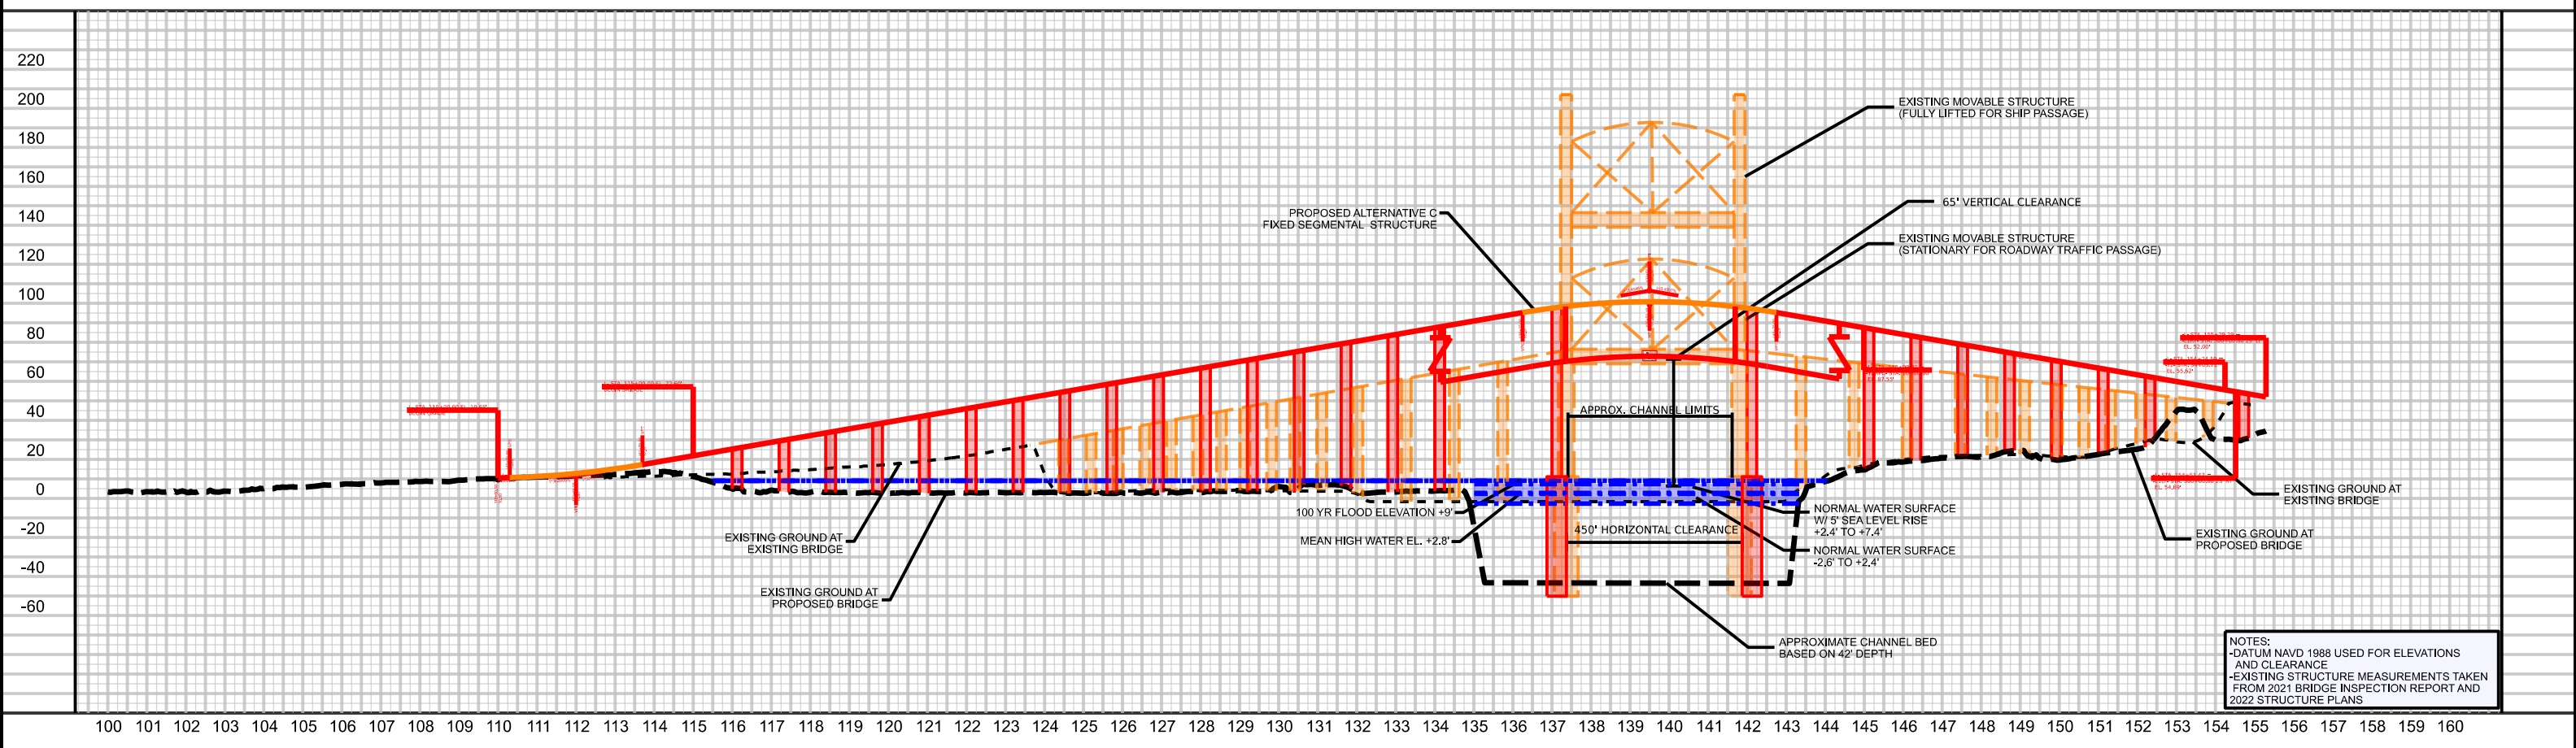 220
200
180
160
140
120
100
80
60
40
20
0
-20
-40
-60
EXISTING MOVABLE STRUCTURE
(FULLY LIFTED FOR SHIP PASSAGE)
65' VERTICAL CLEARANCE
PROPOSED ALTERNATIVE C
FIXED SEGMENTAL STRUCTURE
EXISTING MOVABLE STRUCTURE
(STATIONARY FOR ROADWAY TRAFFIC PASSAGE)
APPROX. CHANNEL LIMITS
100 YR FLOOD ELEVATION +9'
MEAN HIGH WATER EL. +2.8'
450' HORIZONTAL CLEARANCE
NORMAL WATER SURFACE
W/ 5' SEA LEVEL RISE
+2.4' TO +7.4'
NORMAL WATER SURFACE
-2.6' TO +2.4'
EXISTING GROUND AT
EXISTING BRIDGE
EXISTING GROUND AT
PROPOSED BRIDGE
EXISTING GROUND AT
EXISTING BRIDGE
EXISTING GROUND AT
PROPOSED BRIDGE
APPROXIMATE CHANNEL BED
BASED ON 42' DEPTH
NOTES:
-DATUM NAVD 1988 USED FOR ELEVATIONS
AND CLEARANCE
-EXISTING STRUCTURE MEASUREMENTS TAKEN
FROM 2021 BRIDGE INSPECTION REPORT AND
2022 STRUCTURE PLANS
100 101 102 103 104 105 106 107 108 109 110 111 112 113 114 115 116 117 118 119 120 121 122 123 124 125 126 127 128 129 130 131 132 133 134 135 136 137 138 139 140 141 142 143 144 145 146 147 148 149 150 151 152 153 154 155 156 157 158 159 160